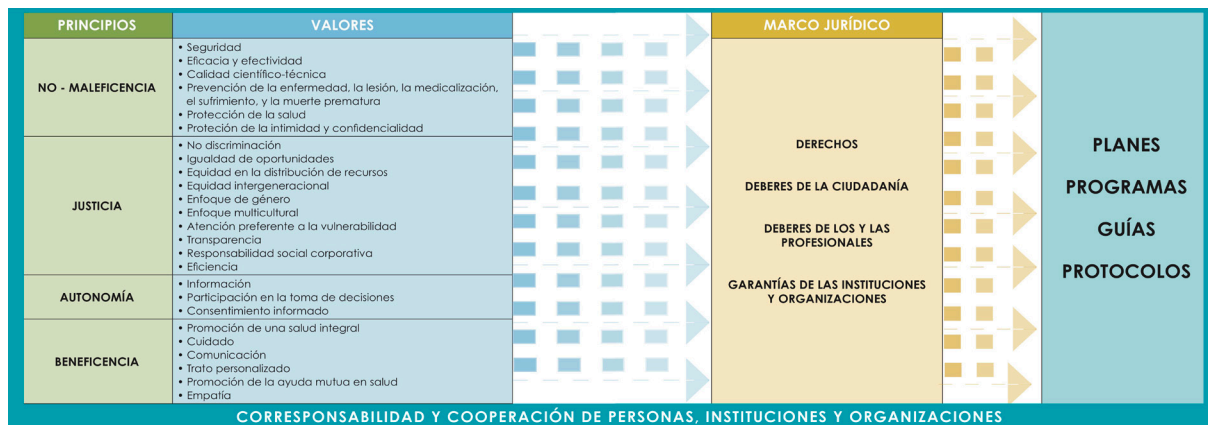 PRINCIPIOS
VALORES
MARCO JURÍDICO
NO - MALEFICENCIA
• Seguridad
• Eficacia y efectividad
• Calidad científico-técnica
• Prevención de la enfermedad, la lesión, la medicalización,
el sufrimiento, y la muerte prematura
• Protección de la salud
• Proteción de la intimidad y confidencialidad
JUSTICIA
• No discriminación
• Igualdad de oportunidades
• Equidad en la distribución de recursos
• Equidad intergeneracional
• Enfoque de género
• Enfoque multicultural
• Atención preferente a la vulnerabilidad
• Transparencia
• Responsabilidad social corporativa
• Eficiencia
AUTONOMÍA
• Información
• Participación en la toma de decisiones
• Consentimiento informado
BENEFICENCIA
• Promoción de una salud integral
• Cuidado
• Comunicación
• Trato personalizado
• Promoción de la ayuda mutua en salud
• Empatía
DERECHOS
DEBERES DE LA CIUDADANÍA
DEBERES DE LOS Y LAS
PROFESIONALES
GARANTÍAS DE LAS INSTITUCIONES
Y ORGANIZACIONES
PLANES
PROGRAMAS
GUÍAS
PROTOCOLOS
CORRESPONSABILIDAD Y COOPERACIÓN DE PERSONAS, INSTITUCIONES Y ORGANIZACIONES